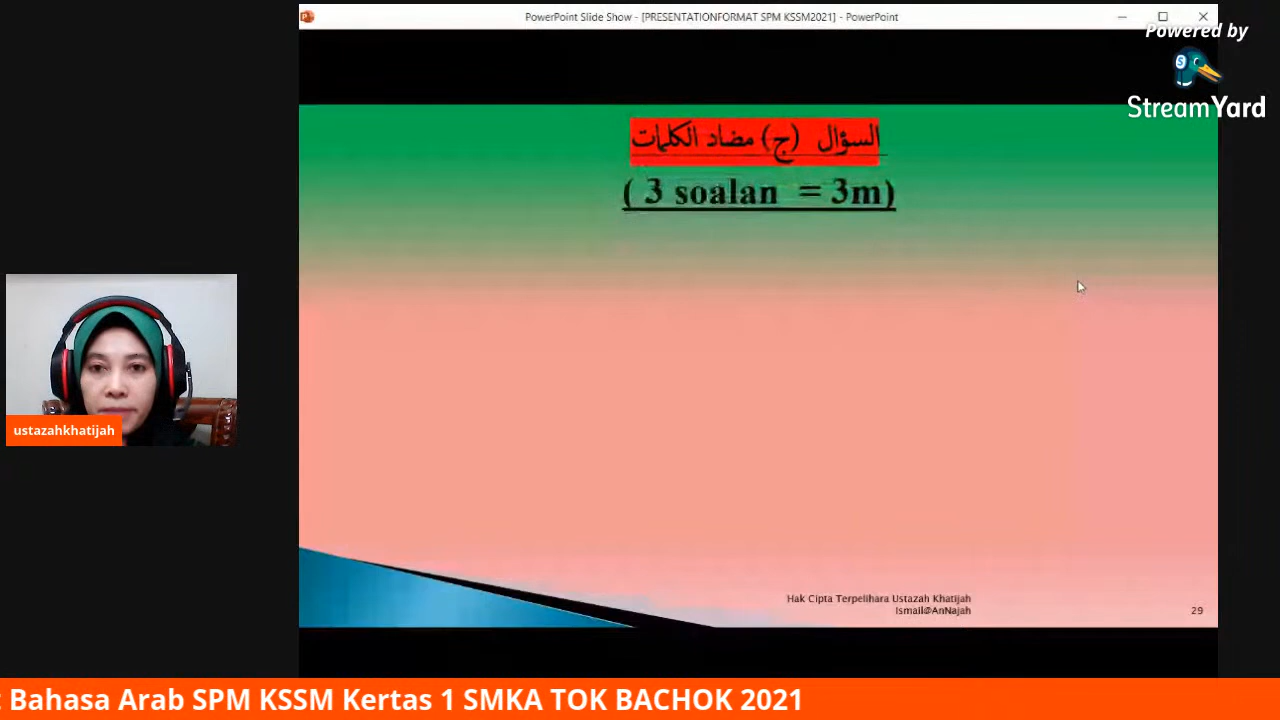 PowerPoint Slide Show - [PRESENTATIONFORMAT SPM KSSM2021] - PowerPoint
Powered by
StreamYard
السؤال (ج) مضاد الكلمات
( 3 soalan = 3m)
ustazahkhatijah
Hak Cipta Terpelihara Ustazah Khatijah
Ismail@AnNajah
29
: Bahasa Arab SPM KSSM Kertas 1 SMKA TOK BACHOK 2021